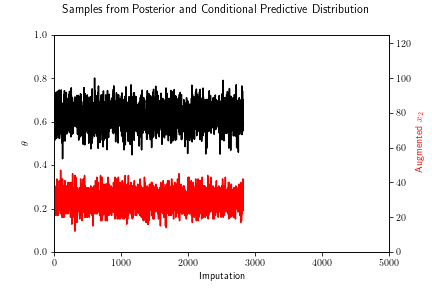 Samples from Posterior and Conditional Predictive Distribution
1.0
0.8
0.6
0.4
0.2
0.0
θ
120
100
80
60
40
20
0
Augmented x₂
0 1000 2000 3000 4000 5000
Imputation